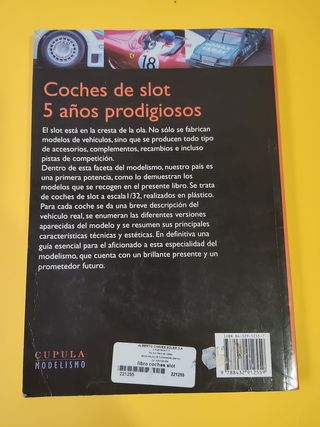 18
Coches de slot
5 años prodigiosos
El slot está en la cresta de la ola. No sólo se fabrican
modelos de vehículos, sino que se producen todo tipo
de accesorios, complementos, recambios e incluso
pistas de competición.
Dentro de esta faceta del modelismo, nuestro país es
una primera potencia, como lo demuestran los
modelos que se recogen en el presente libro. Se trata
de coches de slot a escala1/32, realizados en plástico.
Para cada coche se da una breve descripción del
vehículo real, se enumeran las diferentes versiones
aparecidas del modelo y se resumen sus principales
características técnicas y estéticas. En definitiva una
guía esencial para el aficionado a esta especialidad del
modelismo, que cuenta con un brillante presente y un
prometedor futuro.
CUPULA
MODELISMO
libro coches slot
221255 221255
9 788432 912559